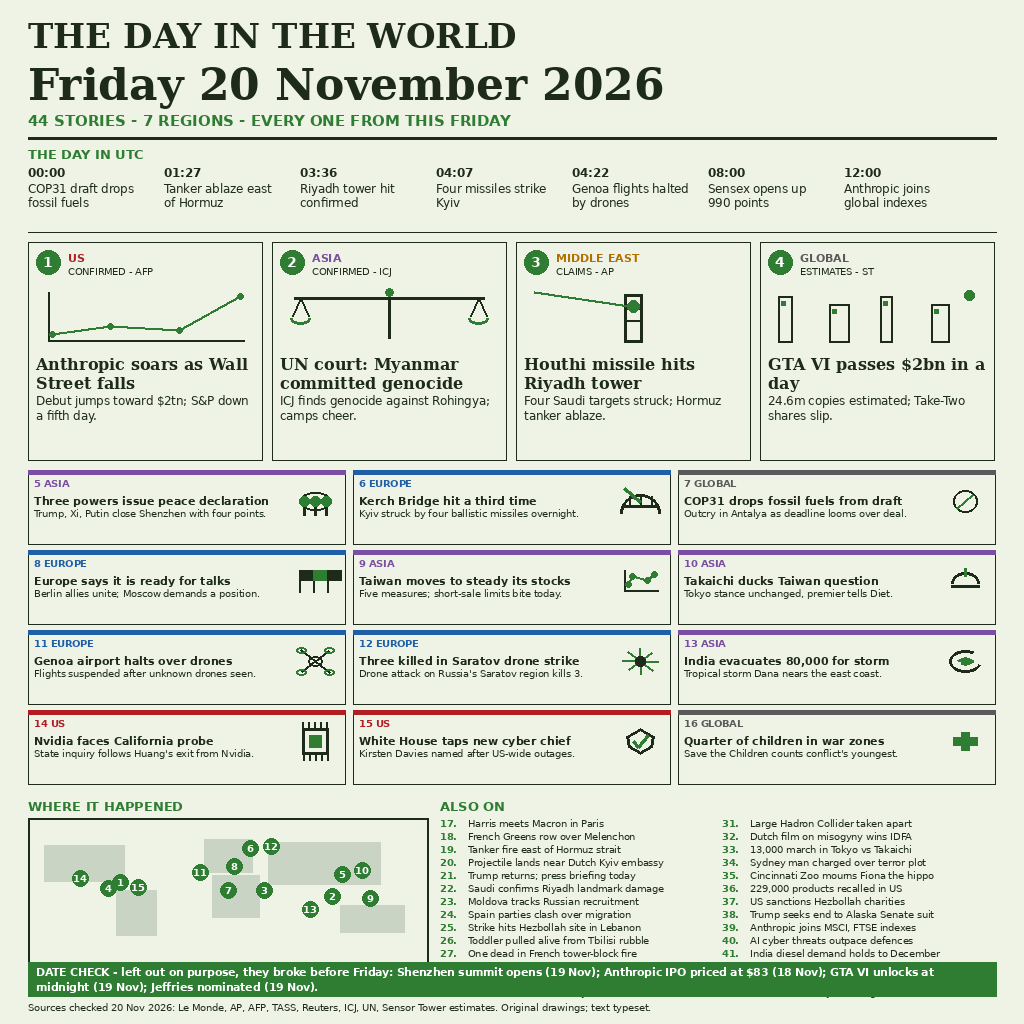 THE DAY IN THE WORLD
Friday 20 November 2026
44 STORIES - 7 REGIONS - EVERY ONE FROM THIS FRIDAY
THE DAY IN UTC
00:00
COP31 draft drops
fossil fuels
01:27
Tanker ablaze east
of Hormuz
03:36
Riyadh tower hit
confirmed
04:07
Four missiles strike
Kyiv
04:22
Genoa flights halted
by drones
08:00
Sensex opens up
990 points
12:00
Anthropic joins
global indexes
1
US
CONFIRMED - AFP
Anthropic soars as Wall
Street falls
Debut jumps toward $2tn; S&P down
a fifth day.
2
ASIA
CONFIRMED - ICJ
UN court: Myanmar
committed genocide
ICJ finds genocide against Rohingya;
camps cheer.
3
MIDDLE EAST
CLAIMS - AP
Houthi missile hits
Riyadh tower
Four Saudi targets struck; Hormuz
tanker ablaze.
4
GLOBAL
ESTIMATES - ST
GTA VI passes $2bn in a
day
24.6m copies estimated; Take-Two
shares slip.
5 ASIA
Three powers issue peace declaration
Trump, Xi, Putin close Shenzhen with four points.
6 EUROPE
Kerch Bridge hit a third time
Kyiv struck by four ballistic missiles overnight.
7 GLOBAL
COP31 drops fossil fuels from draft
Outcry in Antalya as deadline looms over deal.
8 EUROPE
Europe says it is ready for talks
Berlin allies unite; Moscow demands a position.
9 ASIA
Taiwan moves to steady its stocks
Five measures; short-sale limits bite today.
10 ASIA
Takaichi ducks Taiwan question
Tokyo stance unchanged, premier tells Diet.
11 EUROPE
Genoa airport halts over drones
Flights suspended after unknown drones seen.
12 EUROPE
Three killed in Saratov drone strike
Drone attack on Russia's Saratov region kills 3.
13 ASIA
India evacuates 80,000 for storm
Tropical storm Dana nears the east coast.
14 US
Nvidia faces California probe
State inquiry follows Huang's exit from Nvidia.
15 US
White House taps new cyber chief
Kirsten Davies named after US-wide outages.
16 GLOBAL
Quarter of children in war zones
Save the Children counts conflict's youngest.
WHERE IT HAPPENED
6 12
11 8 5 10
14 4 1 15 7 3 2 9
13
ALSO ON
17. Harris meets Macron in Paris
18. French Greens row over Melenchon
19. Tanker fire east of Hormuz strait
20. Projectile lands near Dutch Kyiv embassy
21. Trump returns; press briefing today
22. Saudi confirms Riyadh landmark damage
23. Moldova tracks Russian recruitment
24. Spain parties clash over migration
25. Strike hits Hezbollah site in Lebanon
26. Toddler pulled alive from Tbilisi rubble
27. One dead in French tower-block fire
31. Large Hadron Collider taken apart
32. Dutch film on misogyny wins IDFA
33. 13,000 march in Tokyo vs Takaichi
34. Sydney man charged over terror plot
35. Cincinnati Zoo mourns Fiona the hippo
36. 229,000 products recalled in US
37. US sanctions Hezbollah charities
38. Trump seeks end to Alaska Senate suit
39. Anthropic joins MSCI, FTSE indexes
40. AI cyber threats outpace defences
41. India diesel demand holds to December
DATE CHECK - left out on purpose, they broke before Friday: Shenzhen summit opens (19 Nov); Anthropic IPO priced at $83 (18 Nov); GTA VI unlocks at
midnight (19 Nov); Jeffries nominated (19 Nov).
Sources checked 20 Nov 2026: Le Monde, AP, AFP, TASS, Reuters, ICJ, UN, Sensor Tower estimates. Original drawings; text typeset.